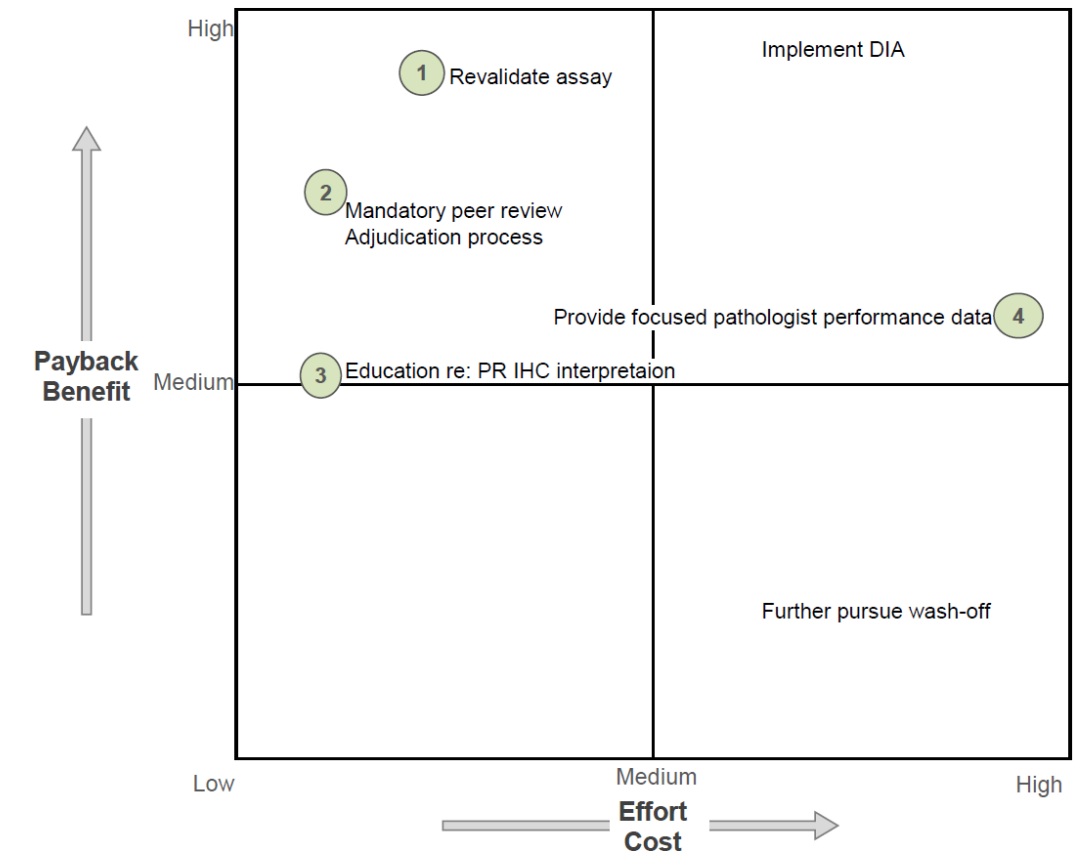 High
Implement DIA
1 Revalidate assay
2
Mandatory peer review
Adjudication process
Provide focused pathologist performance data 4
Payback
Benefit
Medium
3 Education re: PR IHC interpretaion
Further pursue wash-off
Low
Medium
High
Effort
Cost